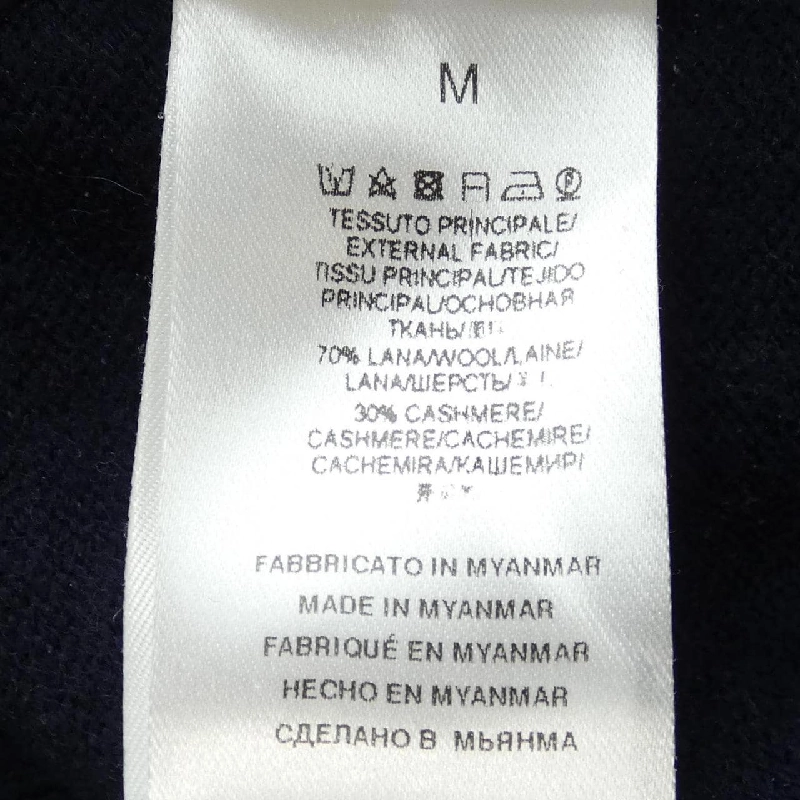 M
TESSUTO PRINCIPALE/
EXTERNAL FABRIC/
TISSU PRINCIPAL/TEJIDO
PRINCIPAL/ОСНОВНАЯ
ТКАНЬ/
70% LANA/WOOL/LAINE/
LANA/ШЕРСТЬ/
30% CASHMERE/
CASHMERE/CACHEMIRE/
CACHEMIRA/КАШЕМИР/
FABBRICATO IN MYANMAR
MADE IN MYANMAR
FABRIQUÉ EN MYANMAR
HECHO EN MYANMAR
СДЕЛАНО В МЬЯНМА